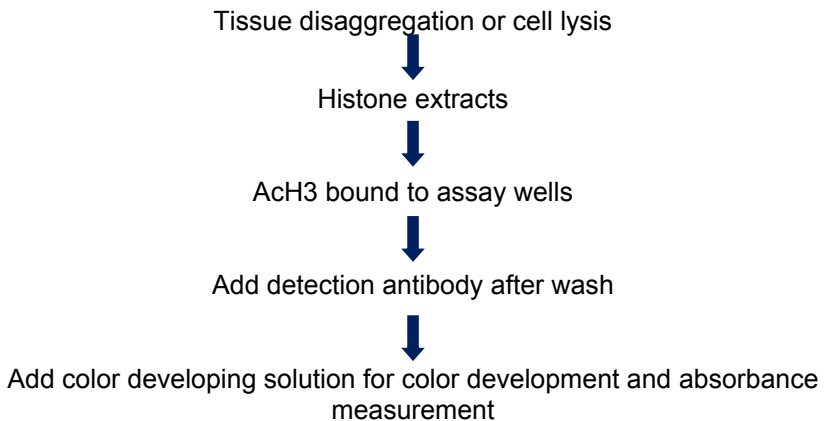 Tissue disaggregation or cell lysis
Histone extracts
AcH3 bound to assay wells
Add detection antibody after wash
Add color developing solution for color development and absorbance
measurement